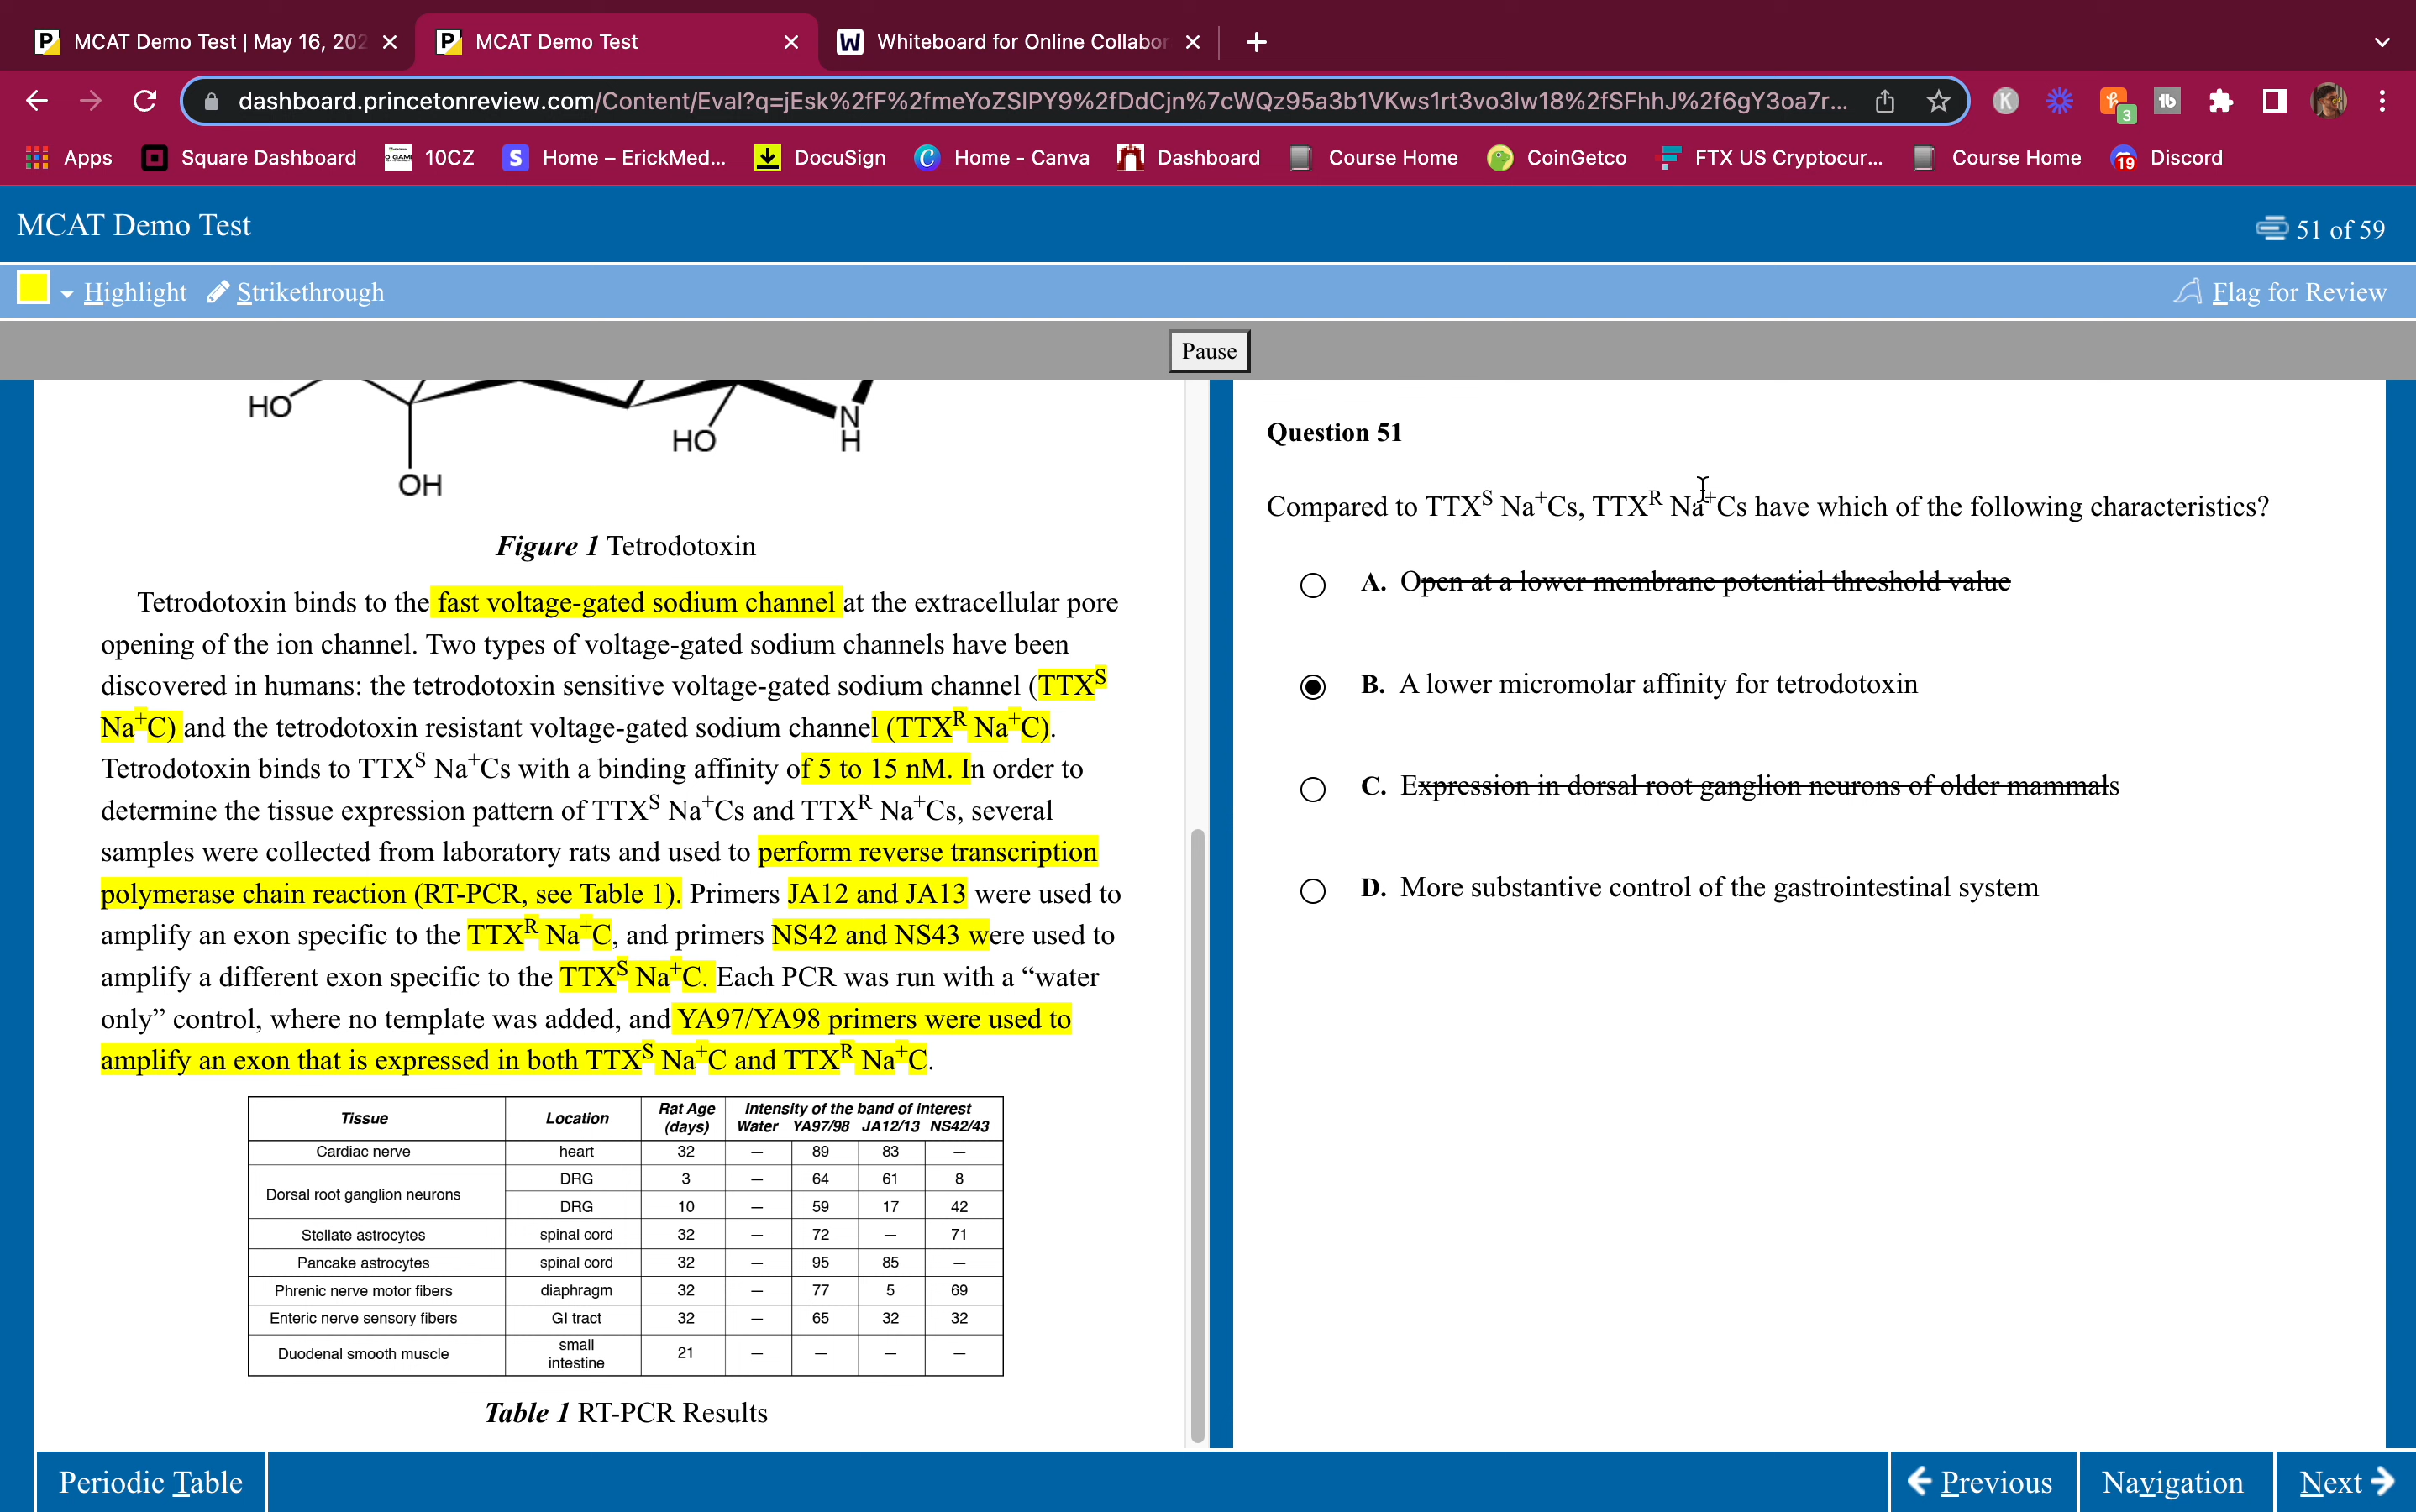 MCAT Demo Test | May 16, 202
MCAT Demo Test
Whiteboard for Online Collabor
dashboard.princetonreview.com/Content/Eval?q=jEsk%2fF%2fmeYoZSIPY9%2fDdCjn%7cWQz95a3b1VKws1rt3vo3Iw18%2fSFhhJ%2f6gY3oa7r...
3
Apps
Square Dashboard
10CZ
Home – ErickMed...
DocuSign
Home - Canva
Dashboard
Course Home
CoinGetco
FTX US Cryptocur...
Course Home
19
Discord
MCAT Demo Test
51 of 59
Highlight
Strikethrough
Flag for Review
Pause
HO
HO
N
H
OH
Figure 1 Tetrodotoxin
Tetrodotoxin binds to the fast voltage-gated sodium channel at the extracellular pore
opening of the ion channel. Two types of voltage-gated sodium channels have been
discovered in humans: the tetrodotoxin sensitive voltage-gated sodium channel (TTXS
Na+C) and the tetrodotoxin resistant voltage-gated sodium channel (TTXR Na+C).
Tetrodotoxin binds to TTXS Na+Cs with a binding affinity of 5 to 15 nM. In order to
determine the tissue expression pattern of TTXS Na+Cs and TTXR Na+Cs, several
samples were collected from laboratory rats and used to perform reverse transcription
polymerase chain reaction (RT-PCR, see Table 1). Primers JA12 and JA13 were used to
amplify an exon specific to the TTXR Na+C, and primers NS42 and NS43 were used to
amplify a different exon specific to the TTXS Na+C. Each PCR was run with a “water
only” control, where no template was added, and YA97/YA98 primers were used to
amplify an exon that is expressed in both TTXS Na+C and TTXR Na+C.
Tissue Location Rat Age (days) Intensity of the band of interest
Water YA97/98 JA12/13 NS42/43
Cardiac nerve heart 32 — 89 83 —
Dorsal root ganglion neurons DRG 3 — 64 61 8
DRG 10 — 59 17 42
Stellate astrocytes spinal cord 32 — 72 — 71
Pancake astrocytes spinal cord 32 — 95 85 —
Phrenic nerve motor fibers diaphragm 32 — 77 5 69
Enteric nerve sensory fibers GI tract 32 — 65 32 32
Duodenal smooth muscle small intestine 21 — — — —
Table 1 RT-PCR Results
Question 51
Compared to TTXS Na+Cs, TTXR Na+Cs have which of the following characteristics?
A. Open at a lower membrane potential threshold value
B. A lower micromolar affinity for tetrodotoxin
C. Expression in dorsal root ganglion neurons of older mammals
D. More substantive control of the gastrointestinal system
Periodic Table
Previous
Navigation
Next